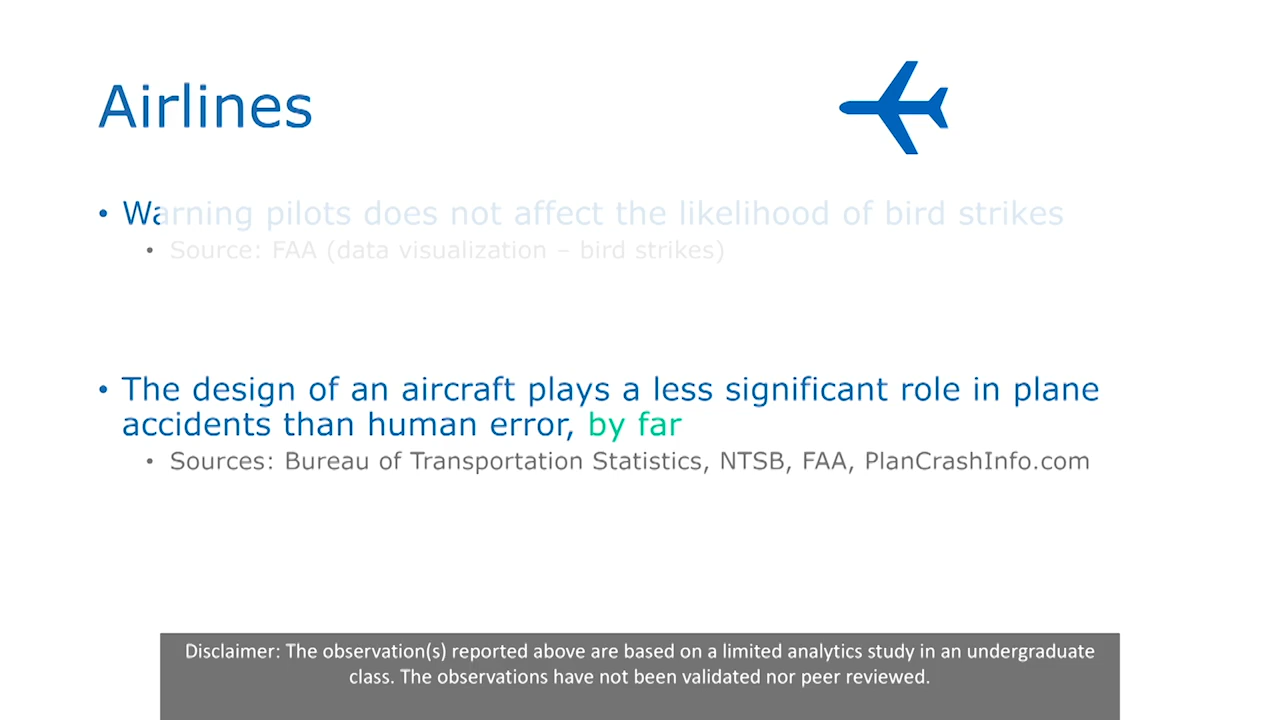 Airlines
• Warning pilots does not affect the likelihood of bird strikes
• Source: FAA (data visualization – bird strikes)
• The design of an aircraft plays a less significant role in plane
accidents than human error, by far
• Sources: Bureau of Transportation Statistics, NTSB, FAA, PlanCrashInfo.com
Disclaimer: The observation(s) reported above are based on a limited analytics study in an undergraduate
class. The observations have not been validated nor peer reviewed.